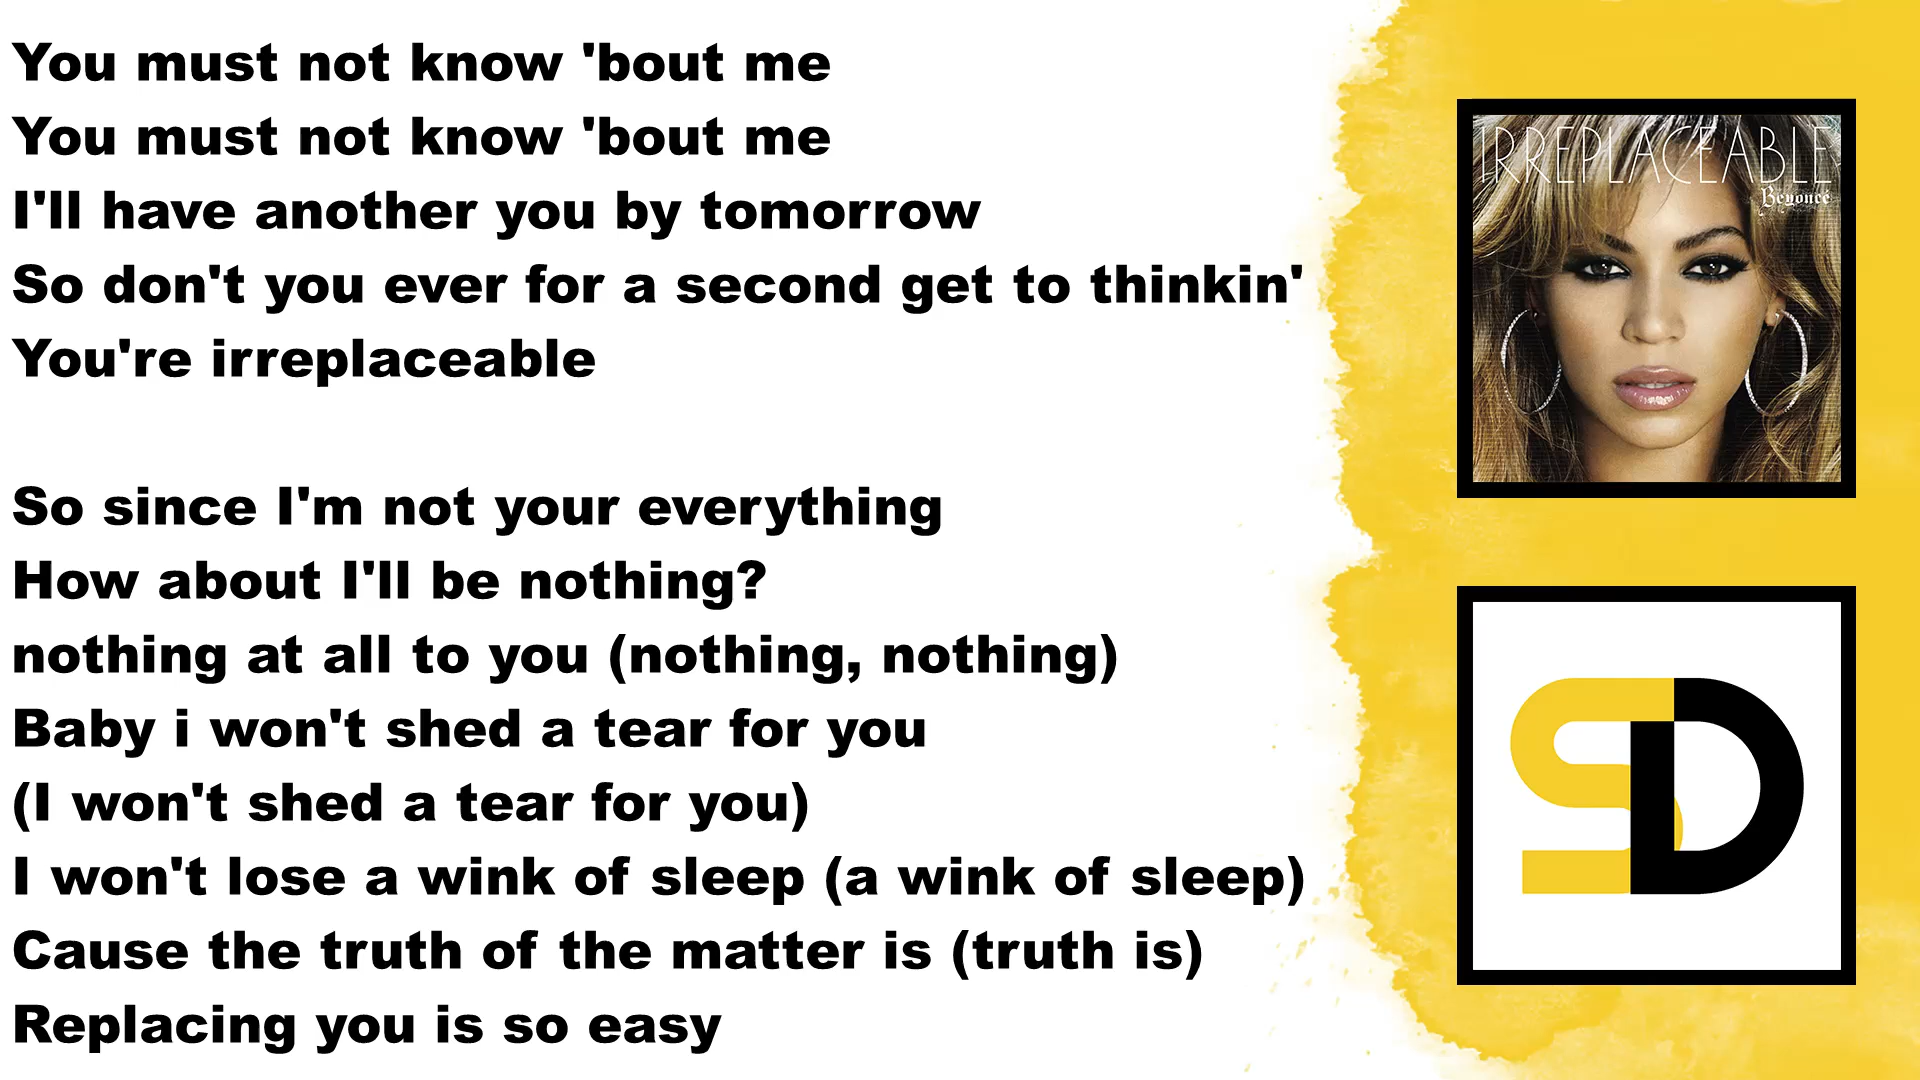 You must not know 'bout me
You must not know 'bout me
I'll have another you by tomorrow
So don't you ever for a second get to thinkin'
You're irreplaceable
So since I'm not your everything
How about I'll be nothing?
nothing at all to you (nothing, nothing)
Baby i won't shed a tear for you
(I won't shed a tear for you)
I won't lose a wink of sleep (a wink of sleep)
Cause the truth of the matter is (truth is)
Replacing you is so easy
IRREPLACEABLE
Beyoncé
SD